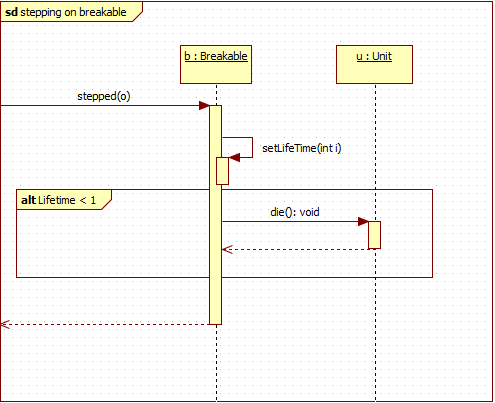 sd stepping on breakable
b : Breakable
u : Unit
stepped(o)
setLifeTime(int i)
alt Lifetime < 1
die(): void